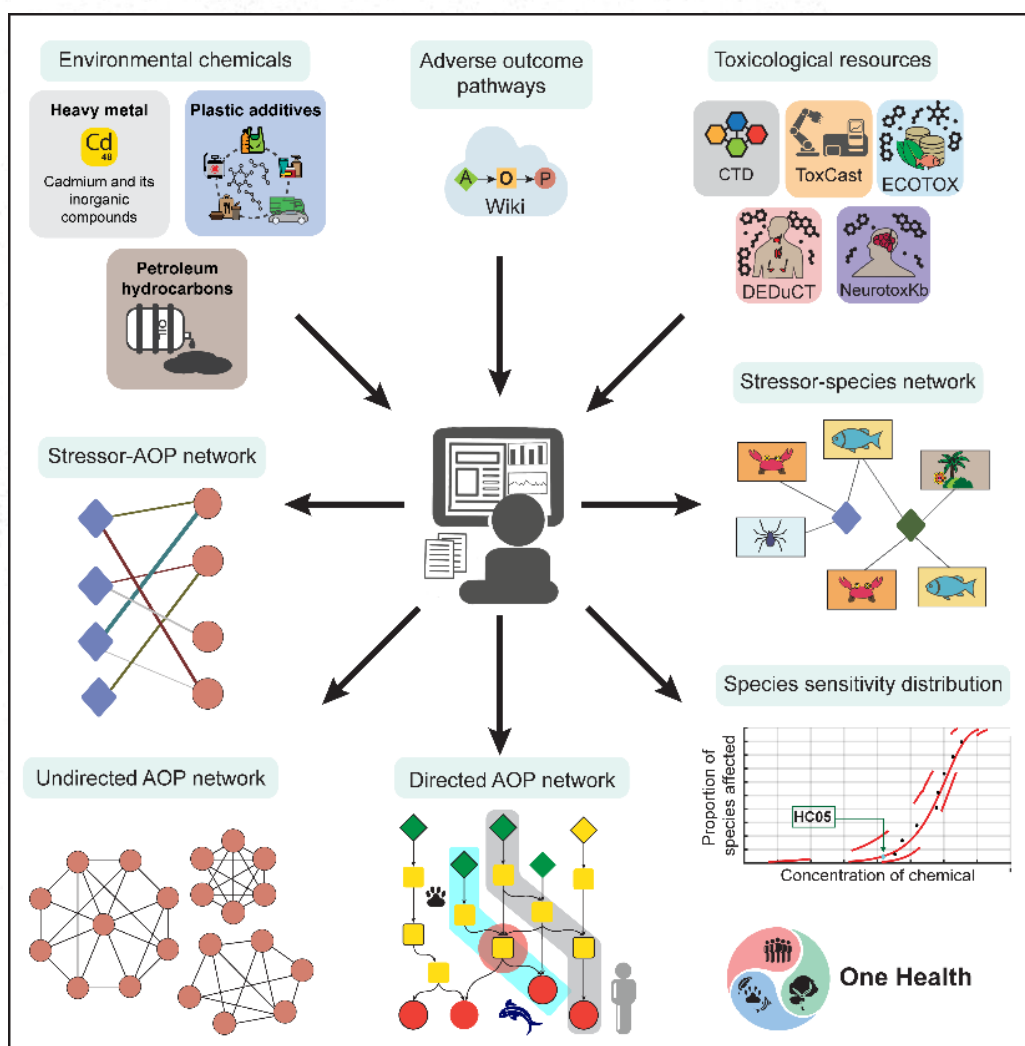 Environmental chemicals
Heavy metal
Cd
48
Cadmium and its
inorganic
compounds
Plastic additives
Petroleum
hydrocarbons
OIL
Adverse outcome
pathways
A
O
P
Wiki
Toxicological resources
CTD
ToxCast
ECOTOX
DEDuCT
NeurotoxKb
Stressor-AOP network
Stressor-species network
Undirected AOP network
Directed AOP network
Species sensitivity distribution
Proportion of
species affected
HC05
Concentration of chemical
One Health